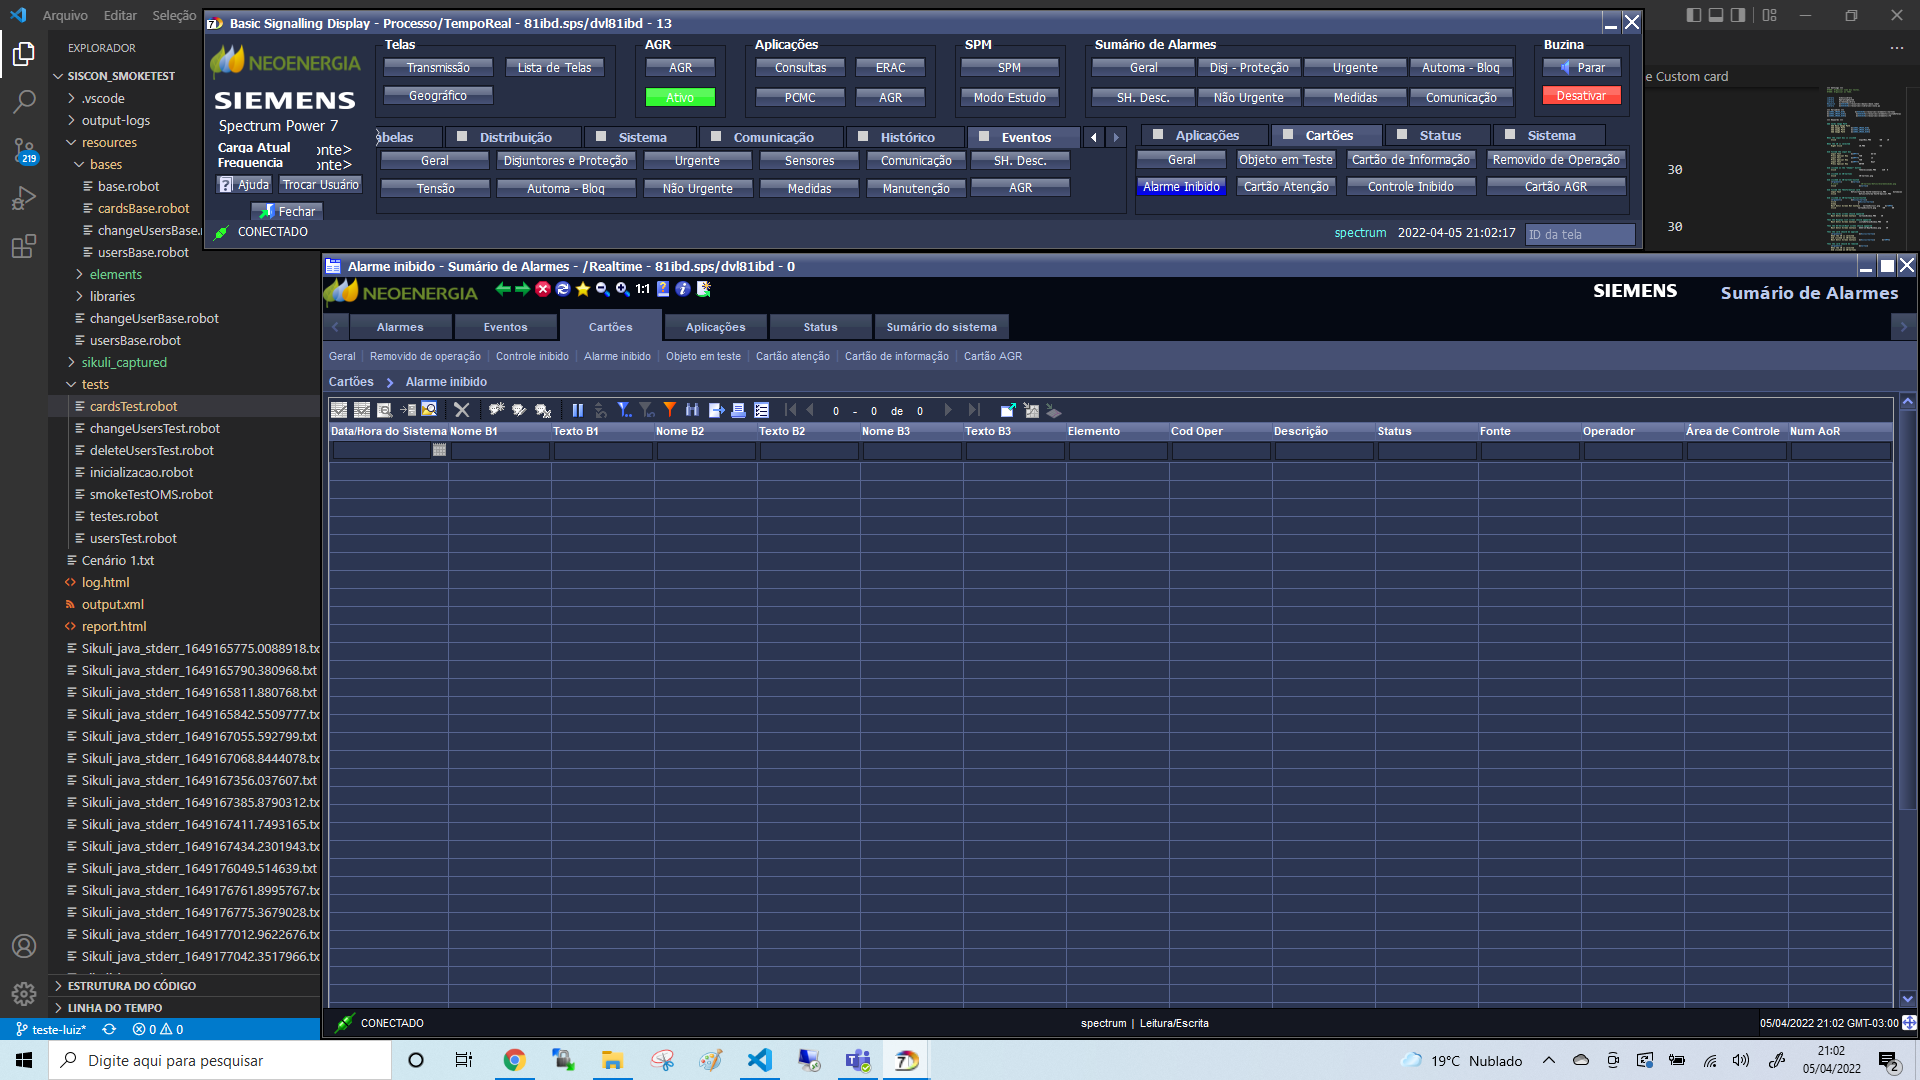 Arquivo Editar Seleção
EXPLORADOR
SISCON_SMOKETEST
.vscode
output-logs
resources
bases
base.robot
cardsBase.robot
changeUsersBase.
usersBase.robot
elements
libraries
changeUserBase.robot
usersBase.robot
sikuli_captured
tests
cardsTest.robot
changeUsersTest.robot
deleteUsersTest.robot
inicializacao.robot
smokeTestOMS.robot
testes.robot
usersTest.robot
Cenário 1.txt
log.html
output.xml
report.html
Sikuli_java_stderr_1649165775.0088918.tx
Sikuli_java_stderr_1649165790.380968.txt
Sikuli_java_stderr_1649165811.880768.txt
Sikuli_java_stderr_1649165842.5509777.tx
Sikuli_java_stderr_1649167055.592799.txt
Sikuli_java_stderr_1649167068.8444078.tx
Sikuli_java_stderr_1649167356.037607.txt
Sikuli_java_stderr_1649167385.8790312.tx
Sikuli_java_stderr_1649167411.7493165.tx
Sikuli_java_stderr_1649167434.2301943.tx
Sikuli_java_stderr_1649176049.514639.txt
Sikuli_java_stderr_1649176761.8995767.tx
Sikuli_java_stderr_1649176775.3679028.tx
Sikuli_java_stderr_1649177012.9622676.tx
Sikuli_java_stderr_1649177042.3517966.tx
ESTRUTURA DO CÓDIGO
LINHA DO TEMPO
219
teste-luiz* 0 0
Basic Signalling Display - Processo/TempoReal - 81ibd.sps/dvl81ibd - 13
NEOENERGIA
SIEMENS
Spectrum Power 7
Carga Atual onte>
Frequencia onte>
Ajuda Trocar Usuário
Fechar
CONECTADO
Telas
Transmissão Lista de Telas
Geográfico
AGR
AGR
Ativo
Aplicações
Consultas ERAC
PCMC AGR
SPM
SPM
Modo Estudo
Sumário de Alarmes
Geral Disj - Proteção Urgente Automa - Bloq
SH. Desc. Não Urgente Medidas Comunicação
Buzina
Parar
Desativar
abelas Distribuição Sistema Comunicação Histórico Eventos
Geral Disjuntores e Proteção Urgente Sensores Comunicação SH. Desc.
Tensão Automa - Bloq Não Urgente Medidas Manutenção AGR
Aplicações Cartões Status Sistema
Geral Objeto em Teste Cartão de Informação Removido de Operação
Alarme Inibido Cartão Atenção Controle Inibido Cartão AGR
spectrum 2022-04-05 21:02:17 ID da tela
e Custom card
30
30
Alarme inibido - Sumário de Alarmes - /Realtime - 81ibd.sps/dvl81ibd - 0
NEOENERGIA 1:1
SIEMENS Sumário de Alarmes
Alarmes Eventos Cartões Aplicações Status Sumário do sistema
Geral Removido de operação Controle inibido Alarme inibido Objeto em teste Cartão atenção Cartão de informação Cartão AGR
Cartões Alarme inibido
0 - 0 de 0
Data/Hora do Sistema Nome B1 Texto B1 Nome B2 Texto B2 Nome B3 Texto B3 Elemento Cod Oper Descrição Status Fonte Operador Área de Controle Num AoR
CONECTADO
spectrum | Leitura/Escrita
05/04/2022 21:02 GMT-03:00
Digite aqui para pesquisar
19°C Nublado
21:02
05/04/2022
2